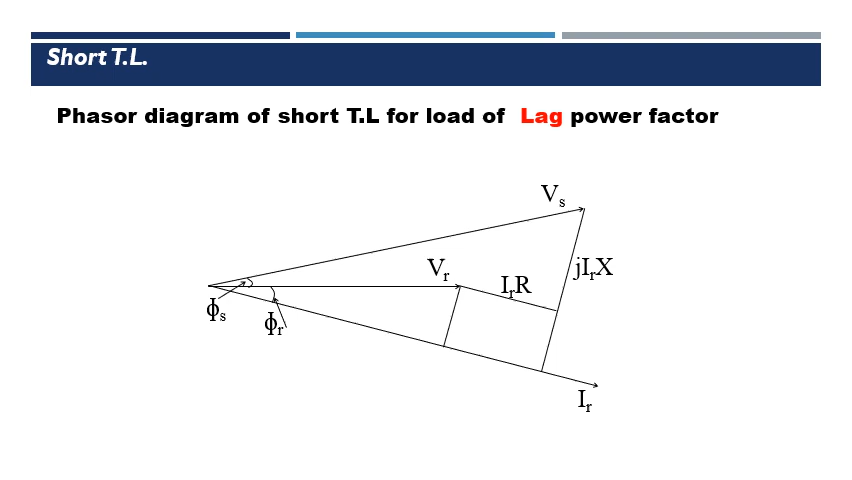 Short T.L.
Phasor diagram of short T.L for load of Lag power factor
Vs
Vr
IrR
jIrX
ϕs
ϕr
Ir